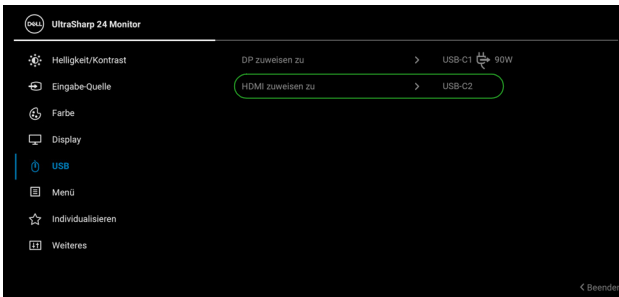 DELL UltraSharp 24 Monitor
Helligkeit/Kontrast
DP zuweisen zu > USB-C1 90W
Eingabe-Quelle
HDMI zuweisen zu > USB-C2
Farbe
Display
USB
Menü
Individualisieren
Weiteres
< Beenden